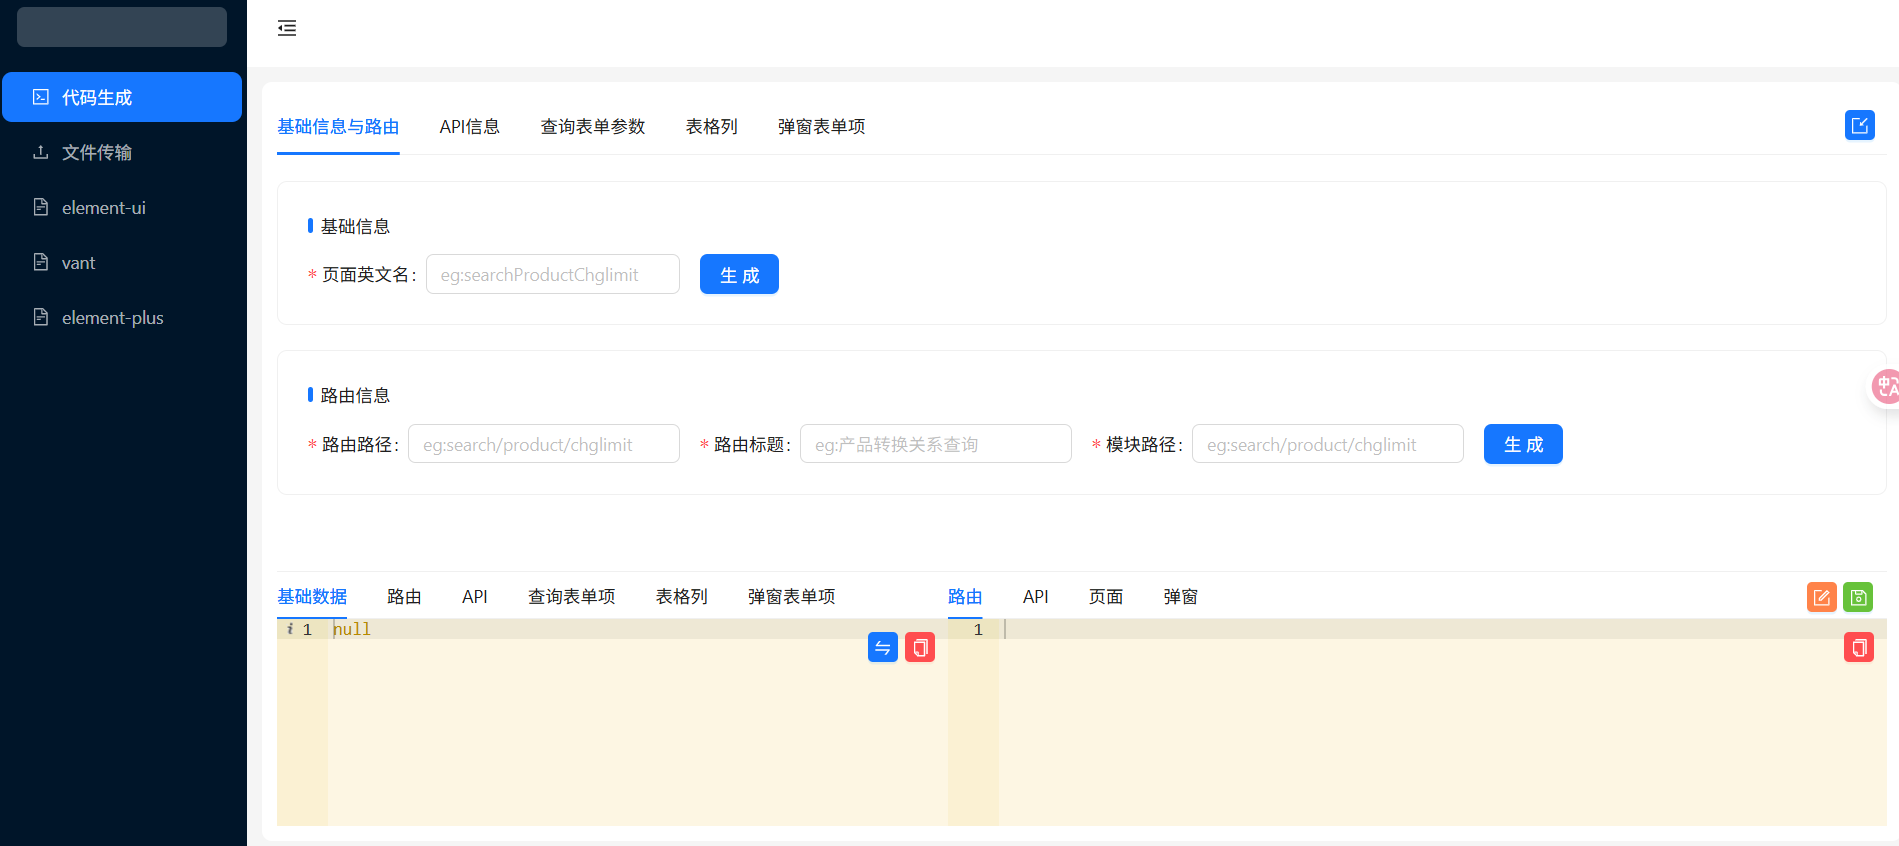 代码生成
文件传输
element-ui
vant
element-plus
基础信息与路由 API信息 查询表单参数 表格列 弹窗表单项
基础信息
* 页面英文名: eg:searchProductChglimit 生 成
路由信息
* 路由路径: eg:search/product/chglimit * 路由标题: eg:产品转换关系查询 * 模块路径: eg:search/product/chglimit 生 成
中A
基础数据 路由 API 查询表单项 表格列 弹窗表单项
i 1 null
路由 API 页面 弹窗
1